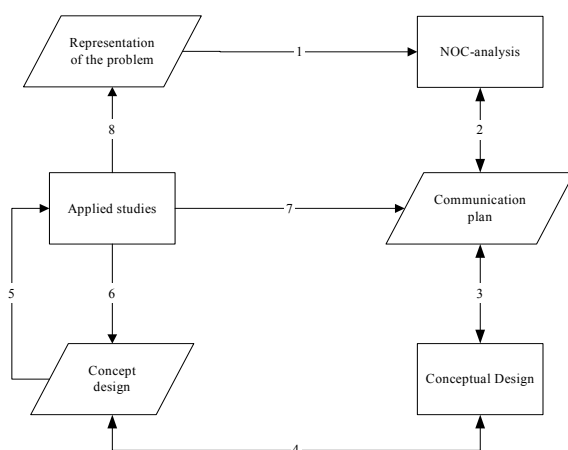 Representation
of the problem
1
NOC-analysis
8
2
Applied studies
7
Communication
plan
5
6
3
Concept
design
Conceptual Design
4